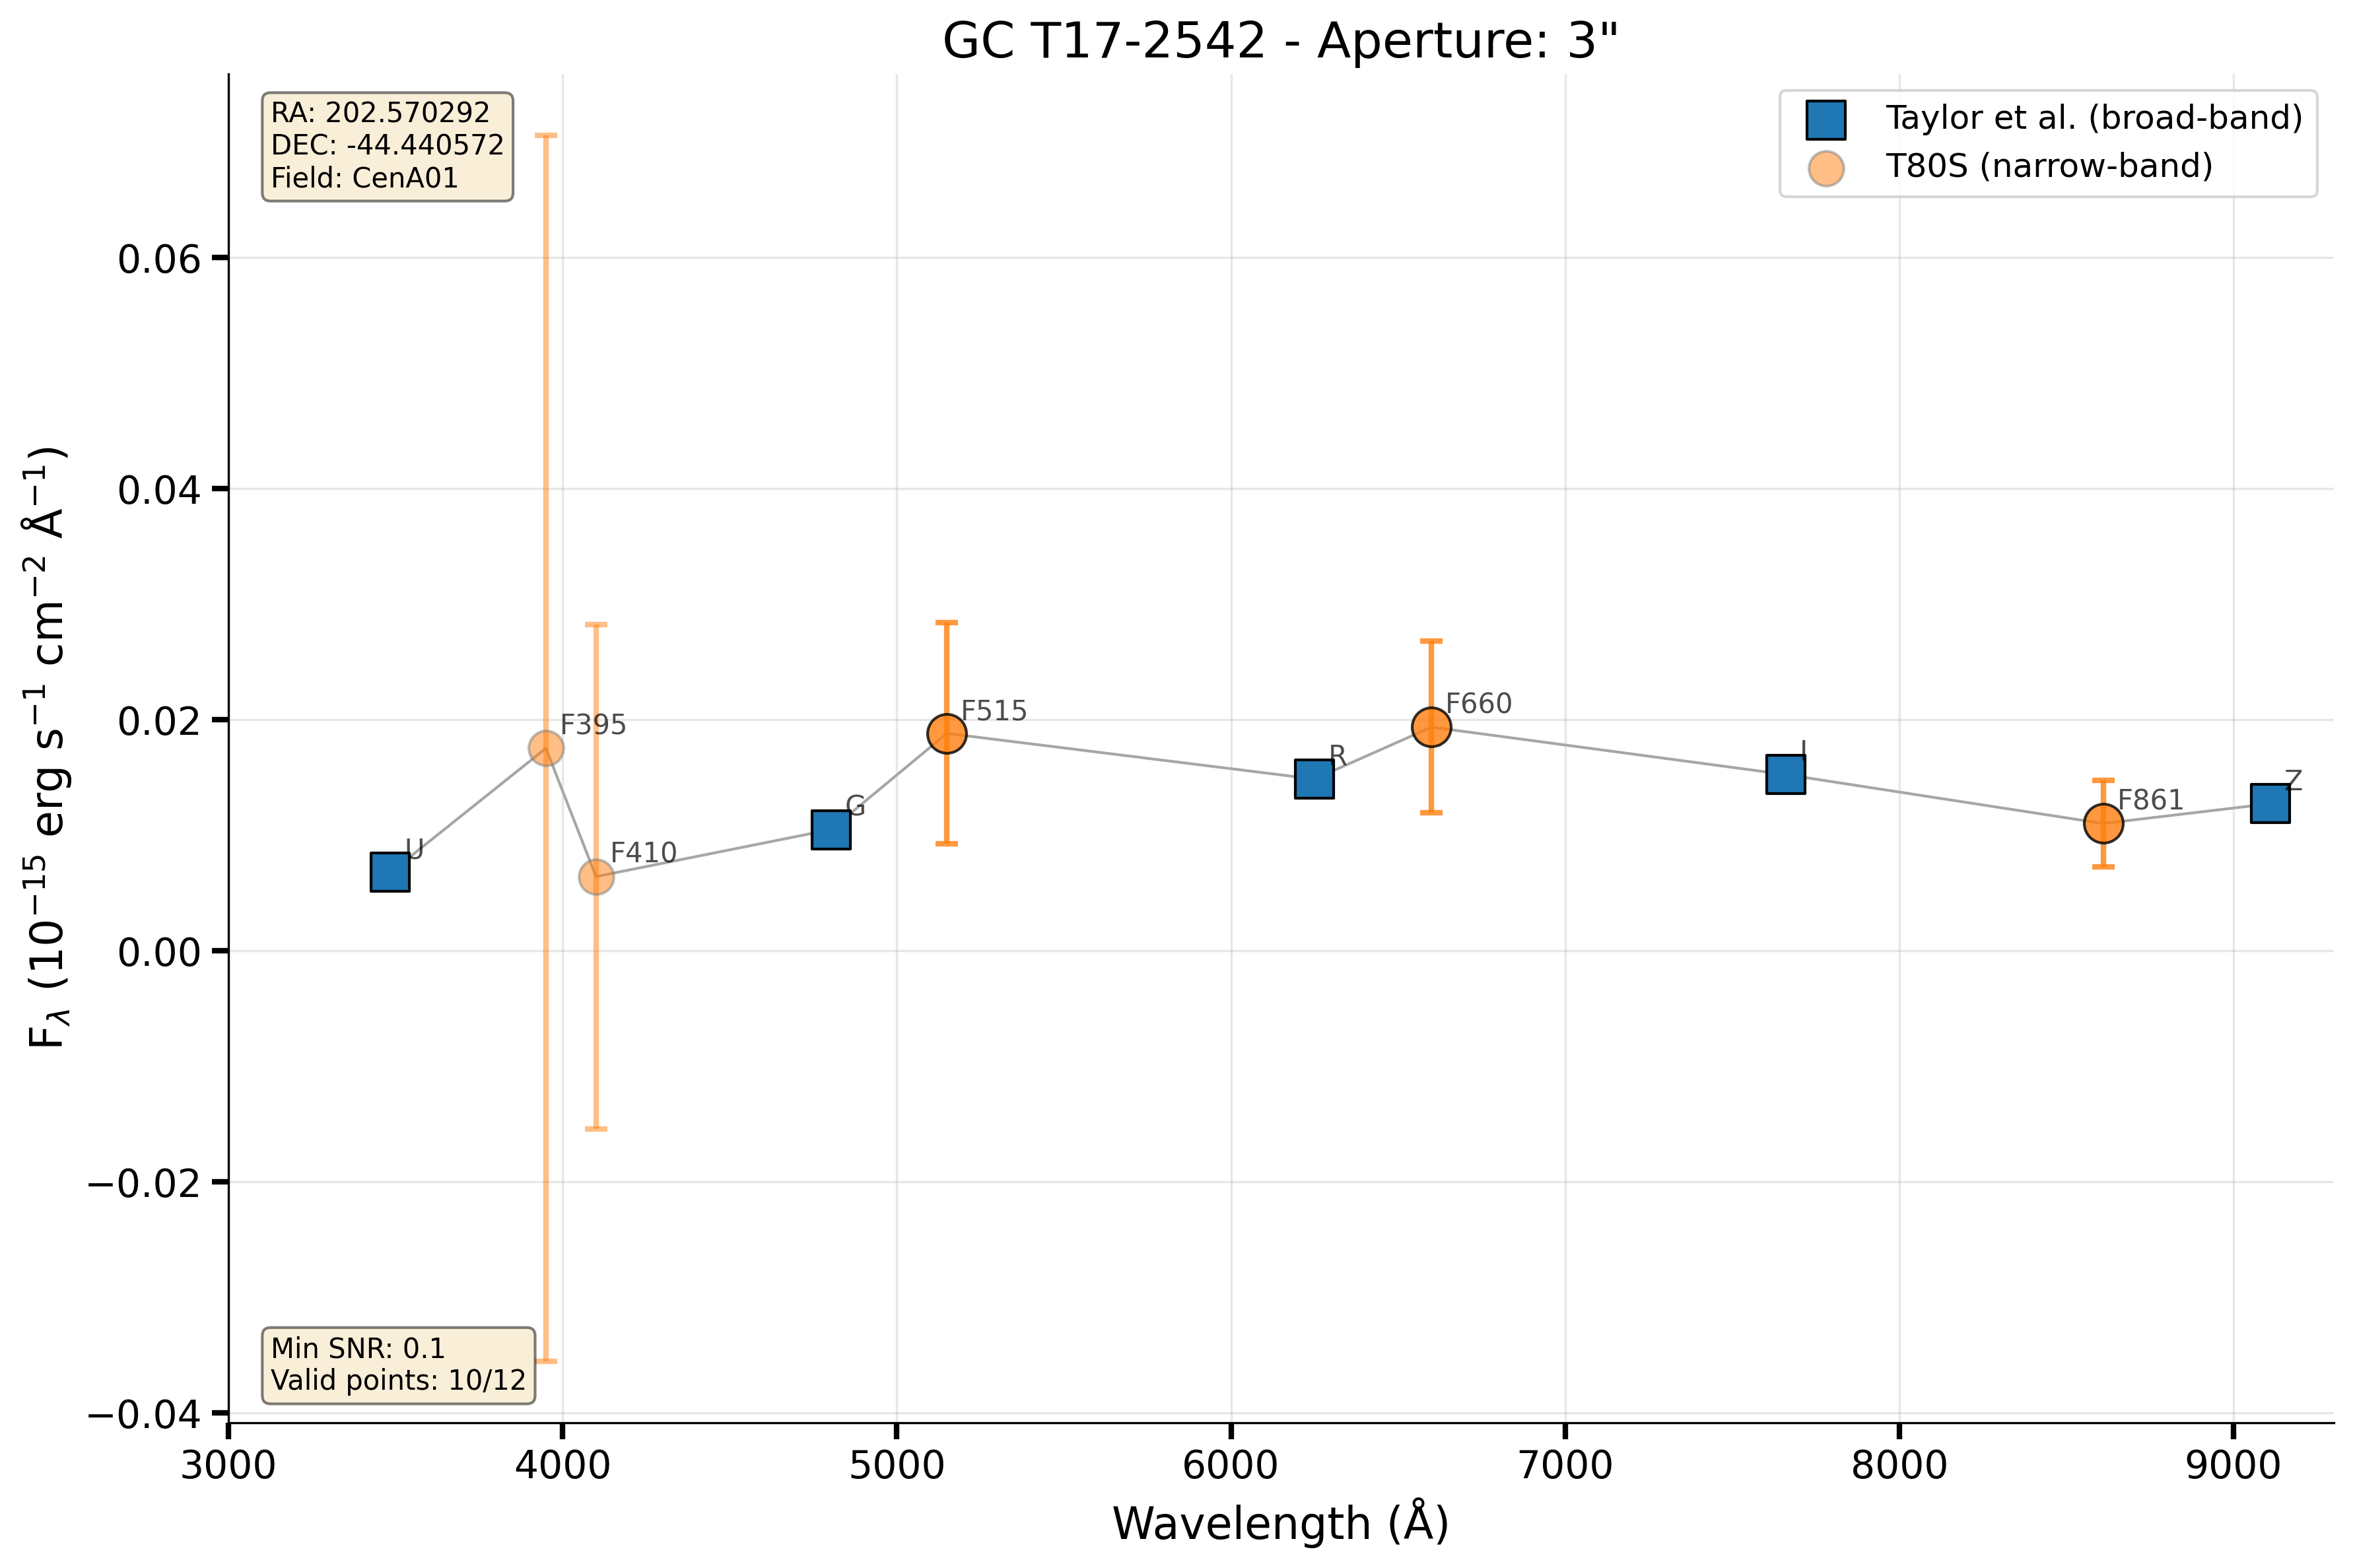 GC T17-2542 - Aperture: 3"
RA: 202.570292
DEC: -44.440572
Field: CenA01
Taylor et al. (broad-band)
T80S (narrow-band)
F_λ (10⁻¹⁵ erg s⁻¹ cm⁻² Å⁻¹)
0.06
0.04
0.02
0.00
−0.02
−0.04
U
F395
F410
G
F515
R
F660
I
F861
Z
Min SNR: 0.1
Valid points: 10/12
3000
4000
5000
6000
7000
8000
9000
Wavelength (Å)